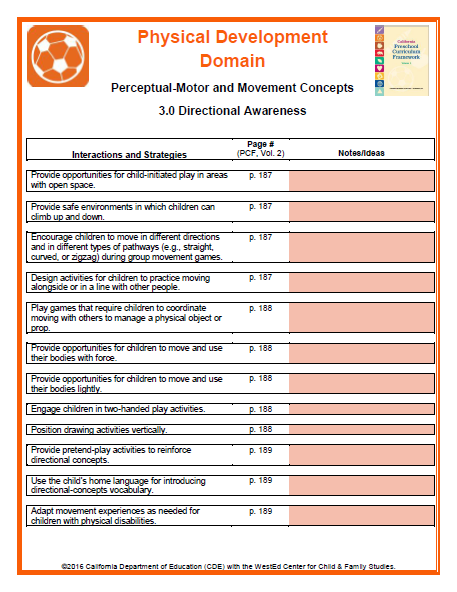 Physical Development
Domain
California
Preschool
Curriculum
Framework
Perceptual-Motor and Movement Concepts
3.0 Directional Awareness
Interactions and Strategies
Page #
(PCF, Vol. 2)
Notes/Ideas
Provide opportunities for child-initiated play in areas
with open space.
p. 187
Provide safe environments in which children can
climb up and down.
p. 187
Encourage children to move in different directions
and in different types of pathways (e.g., straight,
curved, or zigzag) during group movement games.
p. 187
Design activities for children to practice moving
alongside or in a line with other people.
p. 187
Play games that require children to coordinate
moving with others to manage a physical object or
prop.
p. 188
Provide opportunities for children to move and use
their bodies with force.
p. 188
Provide opportunities for children to move and use
their bodies lightly.
p. 188
Engage children in two-handed play activities.
p. 188
Position drawing activities vertically.
p. 188
Provide pretend-play activities to reinforce
directional concepts.
p. 189
Use the child's home language for introducing
directional-concepts vocabulary.
p. 189
Adapt movement experiences as needed for
children with physical disabilities.
p. 189
©2016 California Department of Education (CDE) with the WestEd Center for Child & Family Studies.